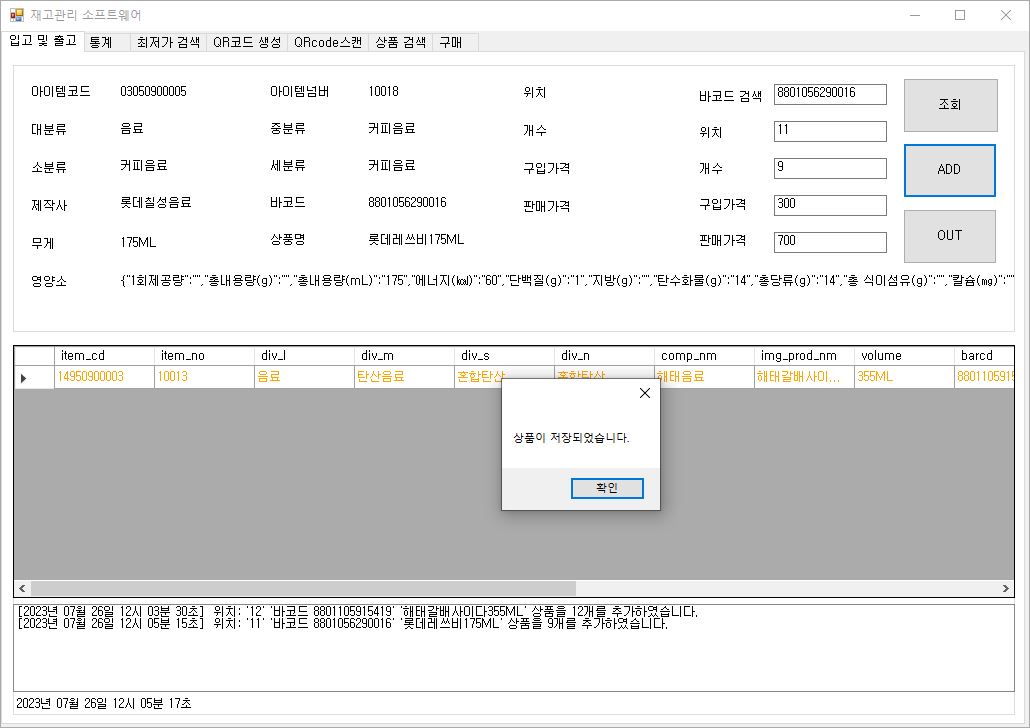 재고관리 소프트웨어
입고 및 출고 통계 최저가 검색 QR코드 생성 QRcode스캔 상품 검색 구매
아이템코드 03050900005 아이템넘버 10018 위치 바코드 검색 8801056290016 조회
대분류 음료 중분류 커피음료 개수 위치 11
소분류 커피음료 세분류 커피음료 구입가격 개수 9 ADD
제작사 롯데칠성음료 바코드 8801056290016 판매가격 구입가격 300
무게 175ML 상품명 롯데레쓰비175ML 판매가격 700 OUT
영양소 {"1회제공량":"","총내용량(g)":"","총내용량(mL)":"175","에너지(㎉)":"60","단백질(g)":"1","지방(g)":"","탄수화물(g)":"14","총당류(g)":"14","총 식이섬유(g)":"","칼슘(㎎)":""
item_cd item_no div_l div_m div_s div_n comp_nm img_prod_nm volume barcd
14950900003 10013 음료 탄산음료 혼합탄산 혼합탄산 해태음료 해태갈배사이... 355ML 8801105915
상품이 저장되었습니다.
확인
[2023년 07월 26일 12시 03분 30초] 위치: '12' '바코드 8801105915419' '해태갈배사이다355ML' 상품을 12개를 추가하였습니다.
[2023년 07월 26일 12시 05분 15초] 위치: '11' '바코드 8801056290016' '롯데레쓰비175ML' 상품을 9개를 추가하였습니다.
2023년 07월 26일 12시 05분 17초